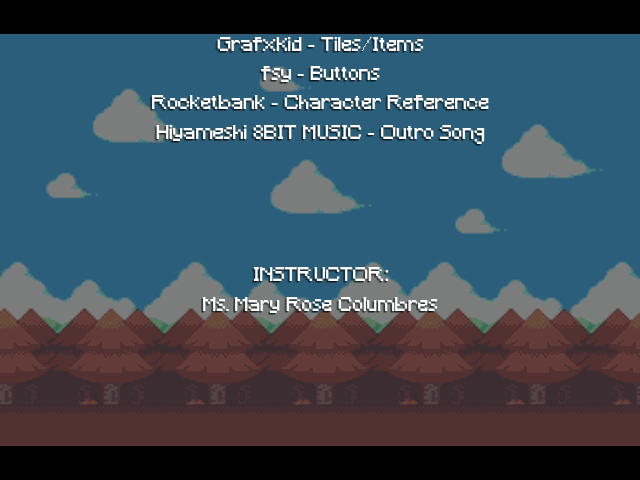 GrafxKid - Tiles/Items
fsy - Buttons
Rocketbank - Character Reference
Hiyameshi 8BIT MUSIC - Outro Song
INSTRUCTOR:
Ms. Mary Rose Columbres